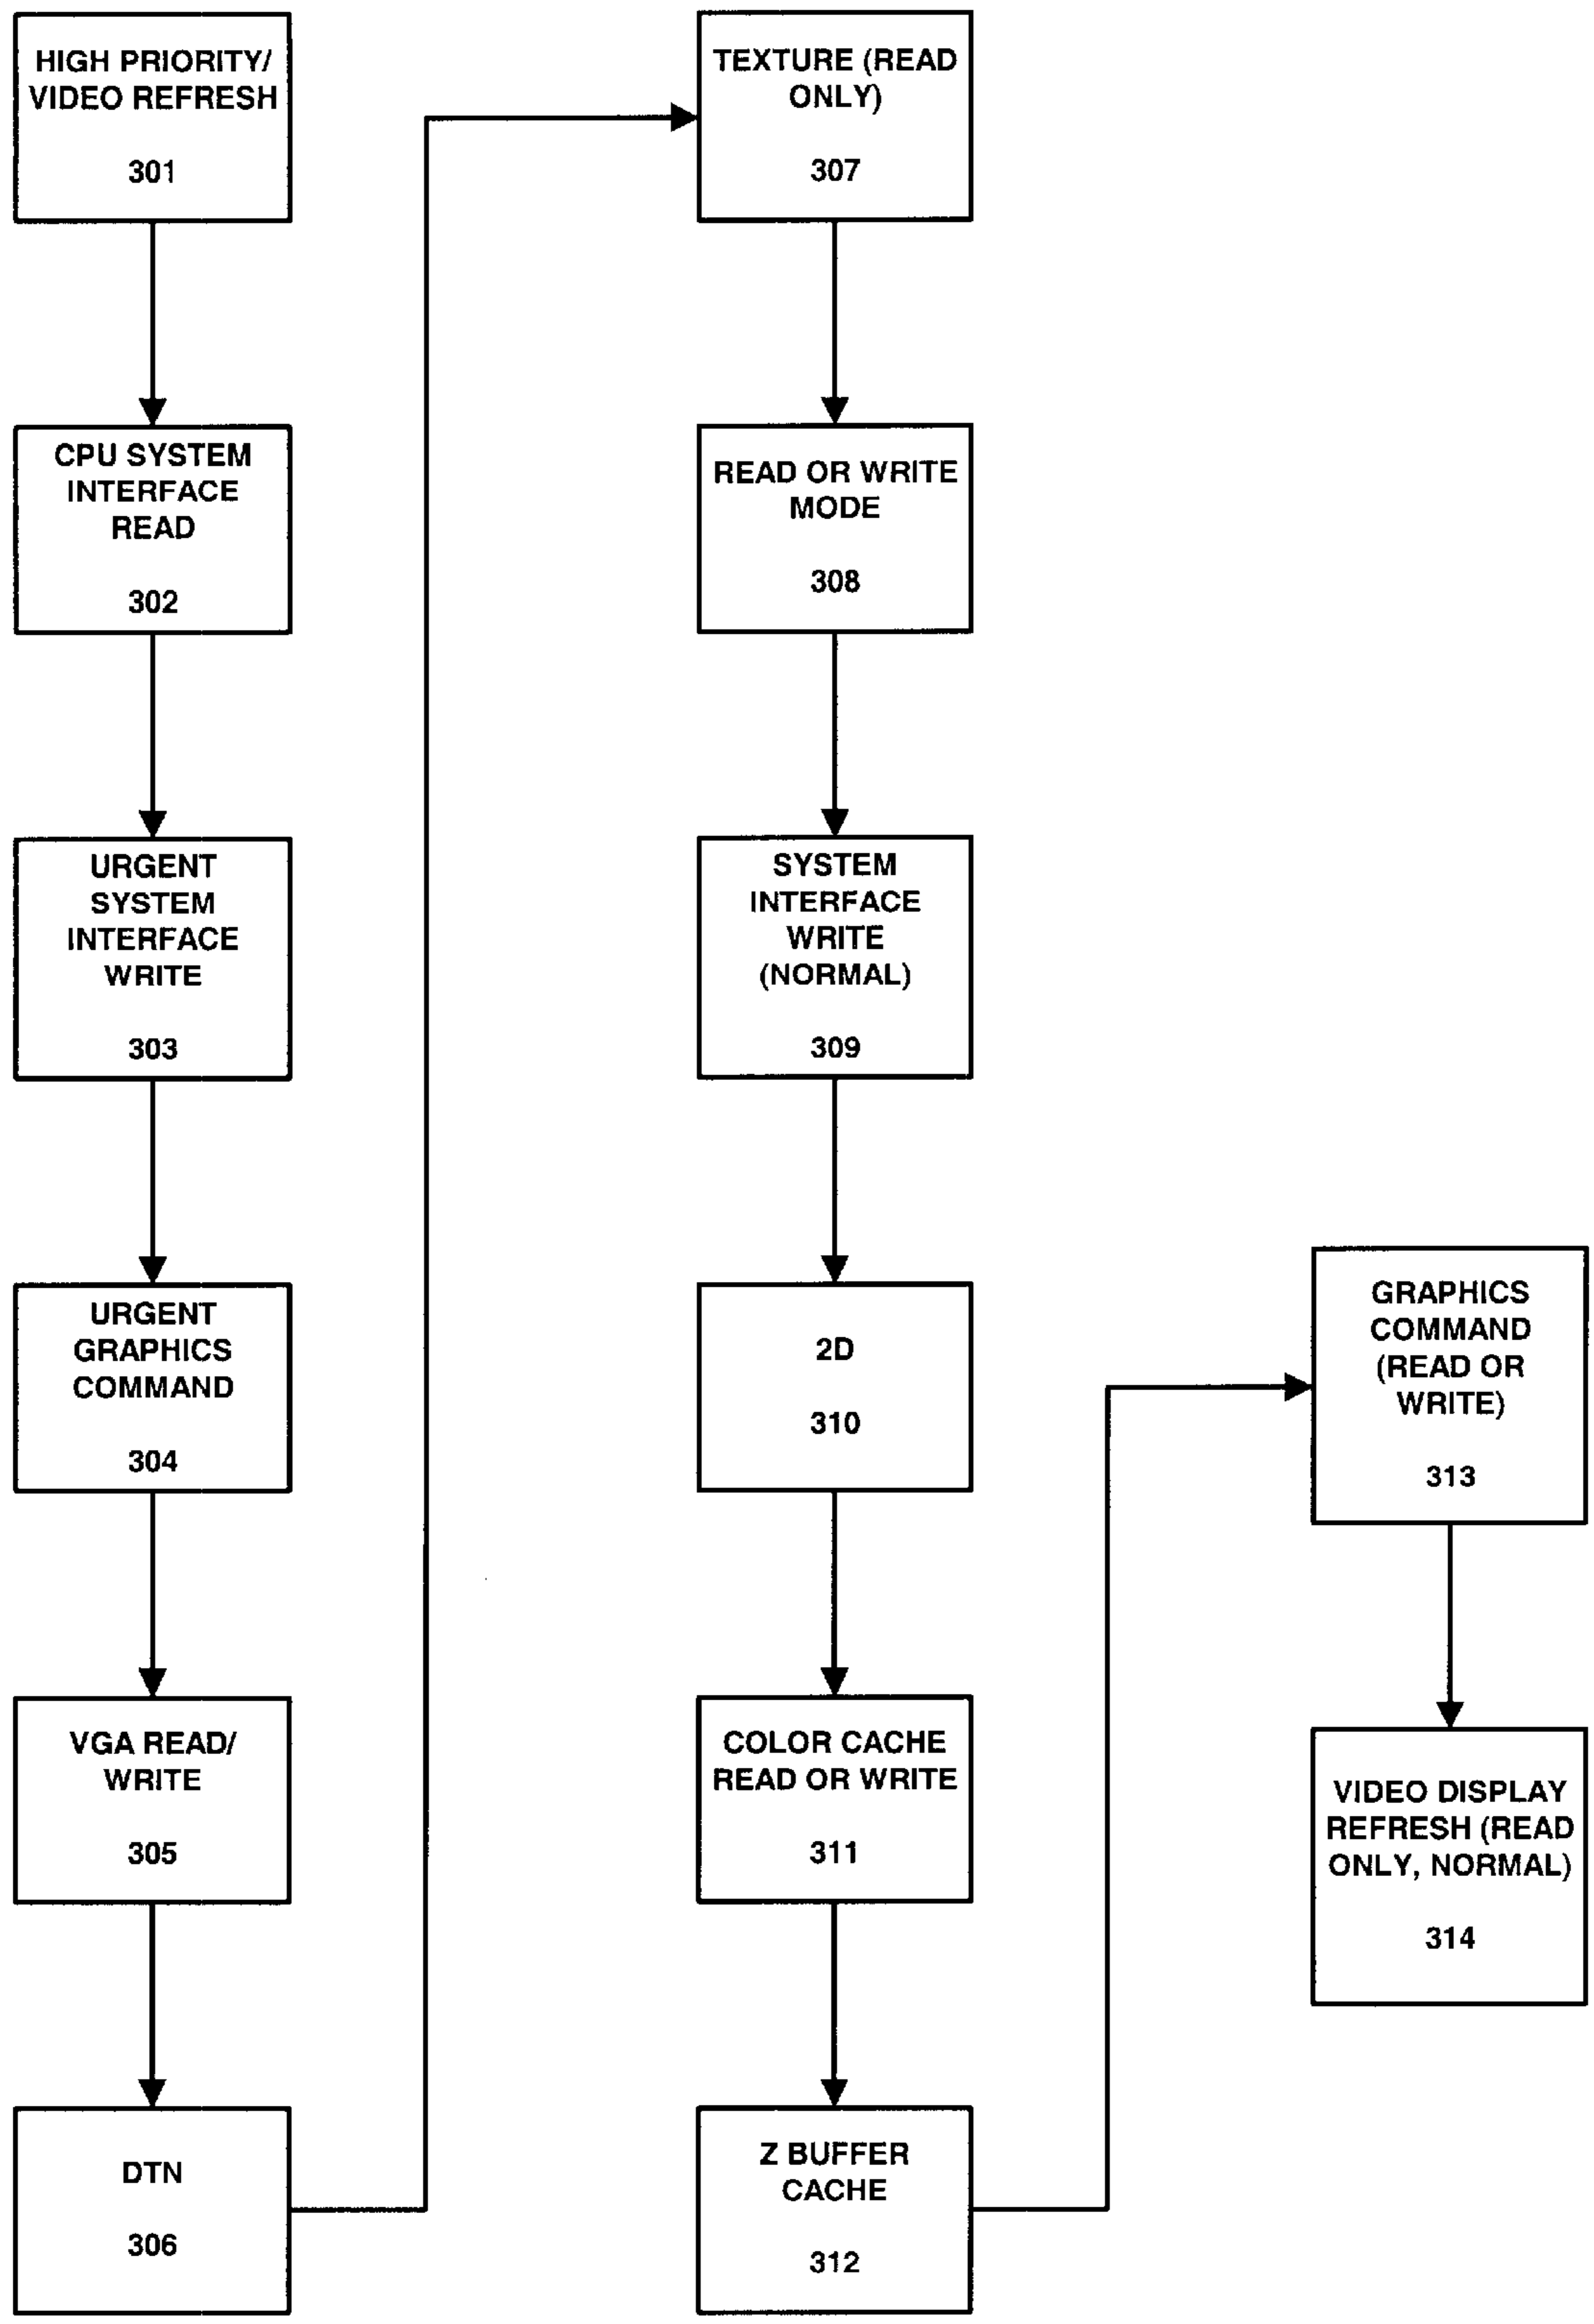 HIGH PRIORITY/
VIDEO REFRESH
301
CPU SYSTEM
INTERFACE
READ
302
URGENT
SYSTEM
INTERFACE
WRITE
303
URGENT
GRAPHICS
COMMAND
304
VGA READ/
WRITE
305
DTN
306
TEXTURE (READ
ONLY)
307
READ OR WRITE
MODE
308
SYSTEM
INTERFACE
WRITE
(NORMAL)
309
2D
310
COLOR CACHE
READ OR WRITE
311
Z BUFFER
CACHE
312
GRAPHICS
COMMAND
(READ OR
WRITE)
313
VIDEO DISPLAY
REFRESH (READ
ONLY, NORMAL)
314